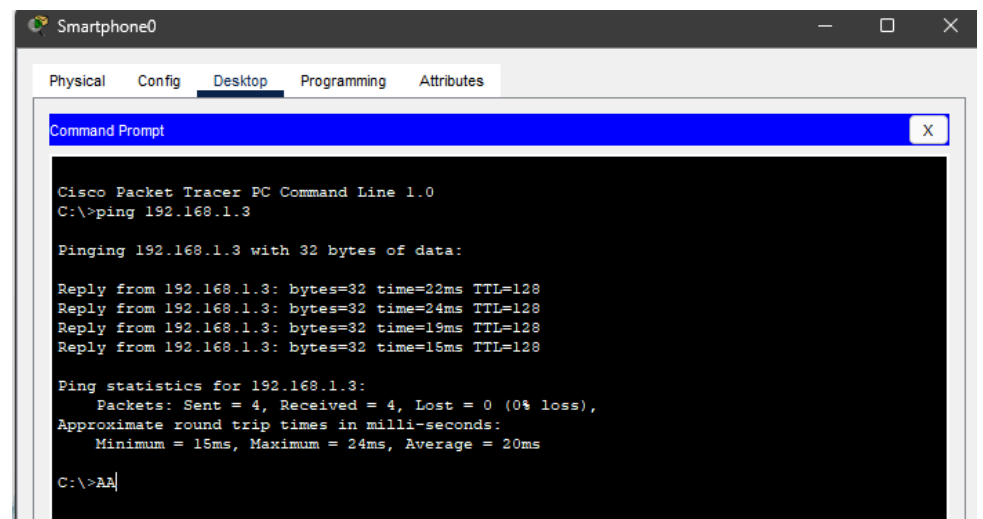 Smartphone0
Physical Config Desktop Programming Attributes
Command Prompt X
Cisco Packet Tracer PC Command Line 1.0
C:\>ping 192.168.1.3
Pinging 192.168.1.3 with 32 bytes of data:
Reply from 192.168.1.3: bytes=32 time=22ms TTL=128
Reply from 192.168.1.3: bytes=32 time=24ms TTL=128
Reply from 192.168.1.3: bytes=32 time=19ms TTL=128
Reply from 192.168.1.3: bytes=32 time=15ms TTL=128
Ping statistics for 192.168.1.3:
Packets: Sent = 4, Received = 4, Lost = 0 (0% loss),
Approximate round trip times in milli-seconds:
Minimum = 15ms, Maximum = 24ms, Average = 20ms
C:\>AA